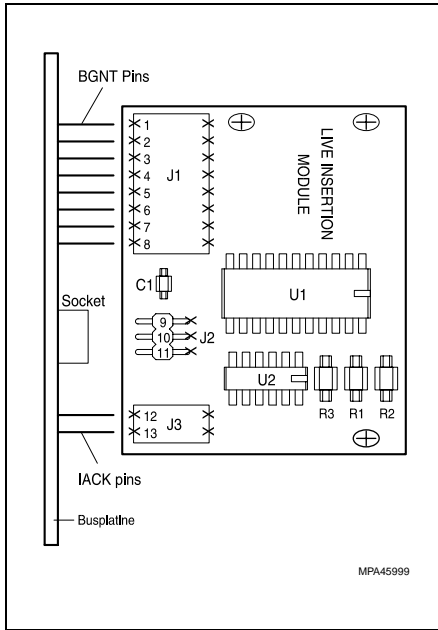 BGNT Pins
1
2
3
4
5
6
7
8
J1
LIVE INSERTION
MODULE
C1
U1
Socket
9
10
11
J2
U2
R3
R1
R2
12
13
J3
IACK pins
Busplatine
MPA45999